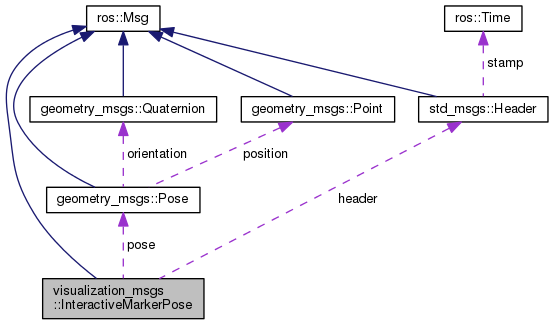 ros::Msg
ros::Time
stamp
geometry_msgs::Quaternion
geometry_msgs::Point
std_msgs::Header
orientation
position
geometry_msgs::Pose
header
pose
visualization_msgs
::InteractiveMarkerPose